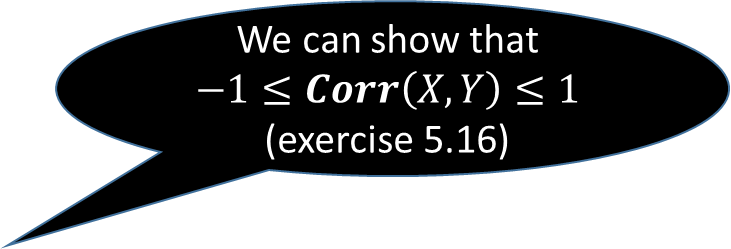 We can show that
−1 ≤ Corr(X, Y) ≤ 1
(exercise 5.16)